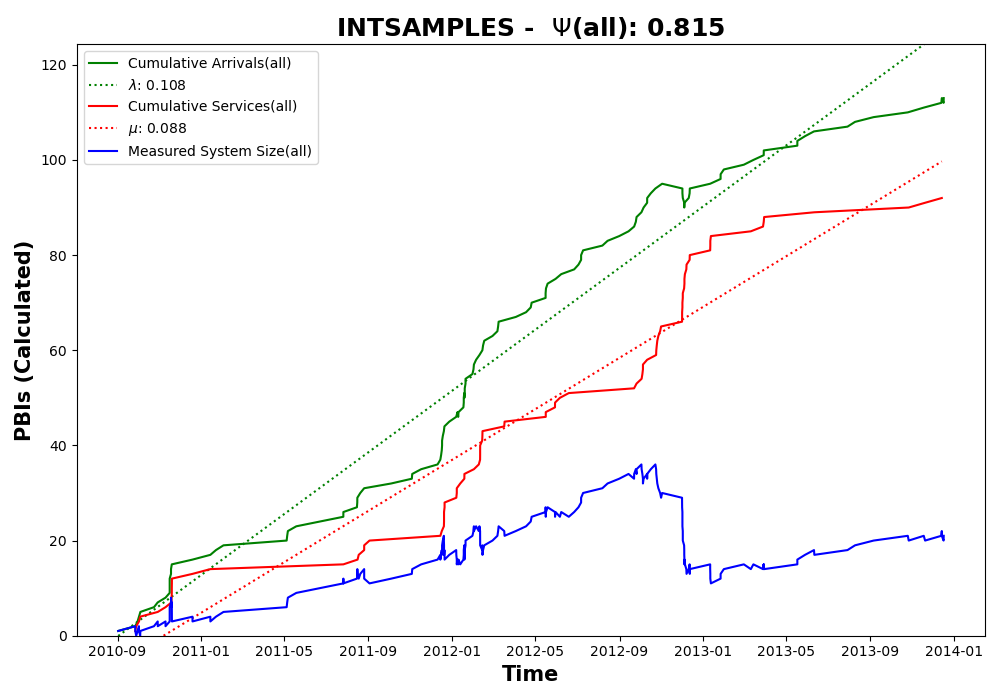 INTSAMPLES - Ψ(all): 0.815
Cumulative Arrivals(all)
λ: 0.108
Cumulative Services(all)
μ: 0.088
Measured System Size(all)
PBIs (Calculated)
120
100
80
60
40
20
0
2010-09 2011-01 2011-05 2011-09 2012-01 2012-05 2012-09 2013-01 2013-05 2013-09 2014-01
Time